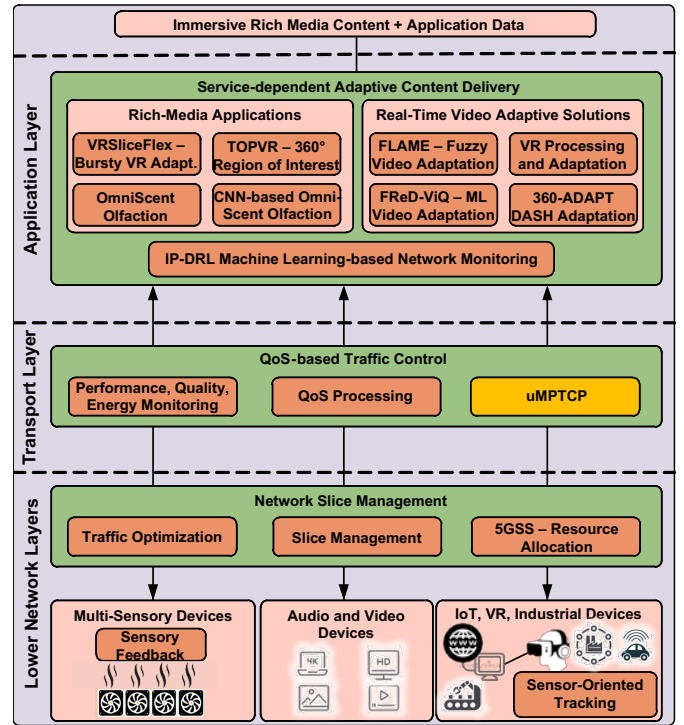 Immersive Rich Media Content + Application Data
Application Layer
Service-dependent Adaptive Content Delivery
Rich-Media Applications
VRSliceFlex –
Bursty VR Adapt.
TOPVR – 360°
Region of Interest
OmniScent
Olfaction
CNN-based Omni-
Scent Olfaction
Real-Time Video Adaptive Solutions
FLAME – Fuzzy
Video Adaptation
VR Processing
and Adaptation
FReD-ViQ – ML
Video Adaptation
360-ADAPT
DASH Adaptation
IP-DRL Machine Learning-based Network Monitoring
Transport Layer
QoS-based Traffic Control
Performance, Quality,
Energy Monitoring
QoS Processing
uMPTCP
Lower Network Layers
Network Slice Management
Traffic Optimization
Slice Management
5GSS – Resource
Allocation
Multi-Sensory Devices
Sensory
Feedback
Audio and Video
Devices
4K
HD
IoT, VR, Industrial Devices
WWW
Sensor-Oriented
Tracking